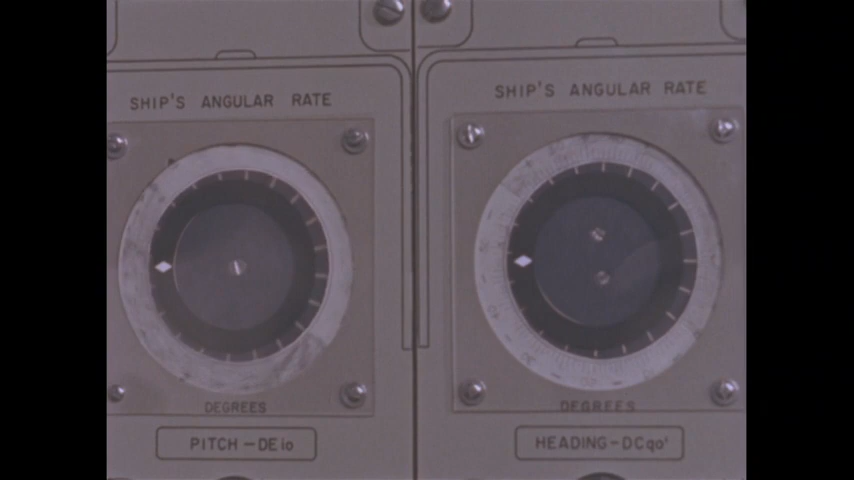 SHIP'S ANGULAR RATE
DEGREES
PITCH-DEio
SHIP'S ANGULAR RATE
DEGREES
HEADING-DCqo'